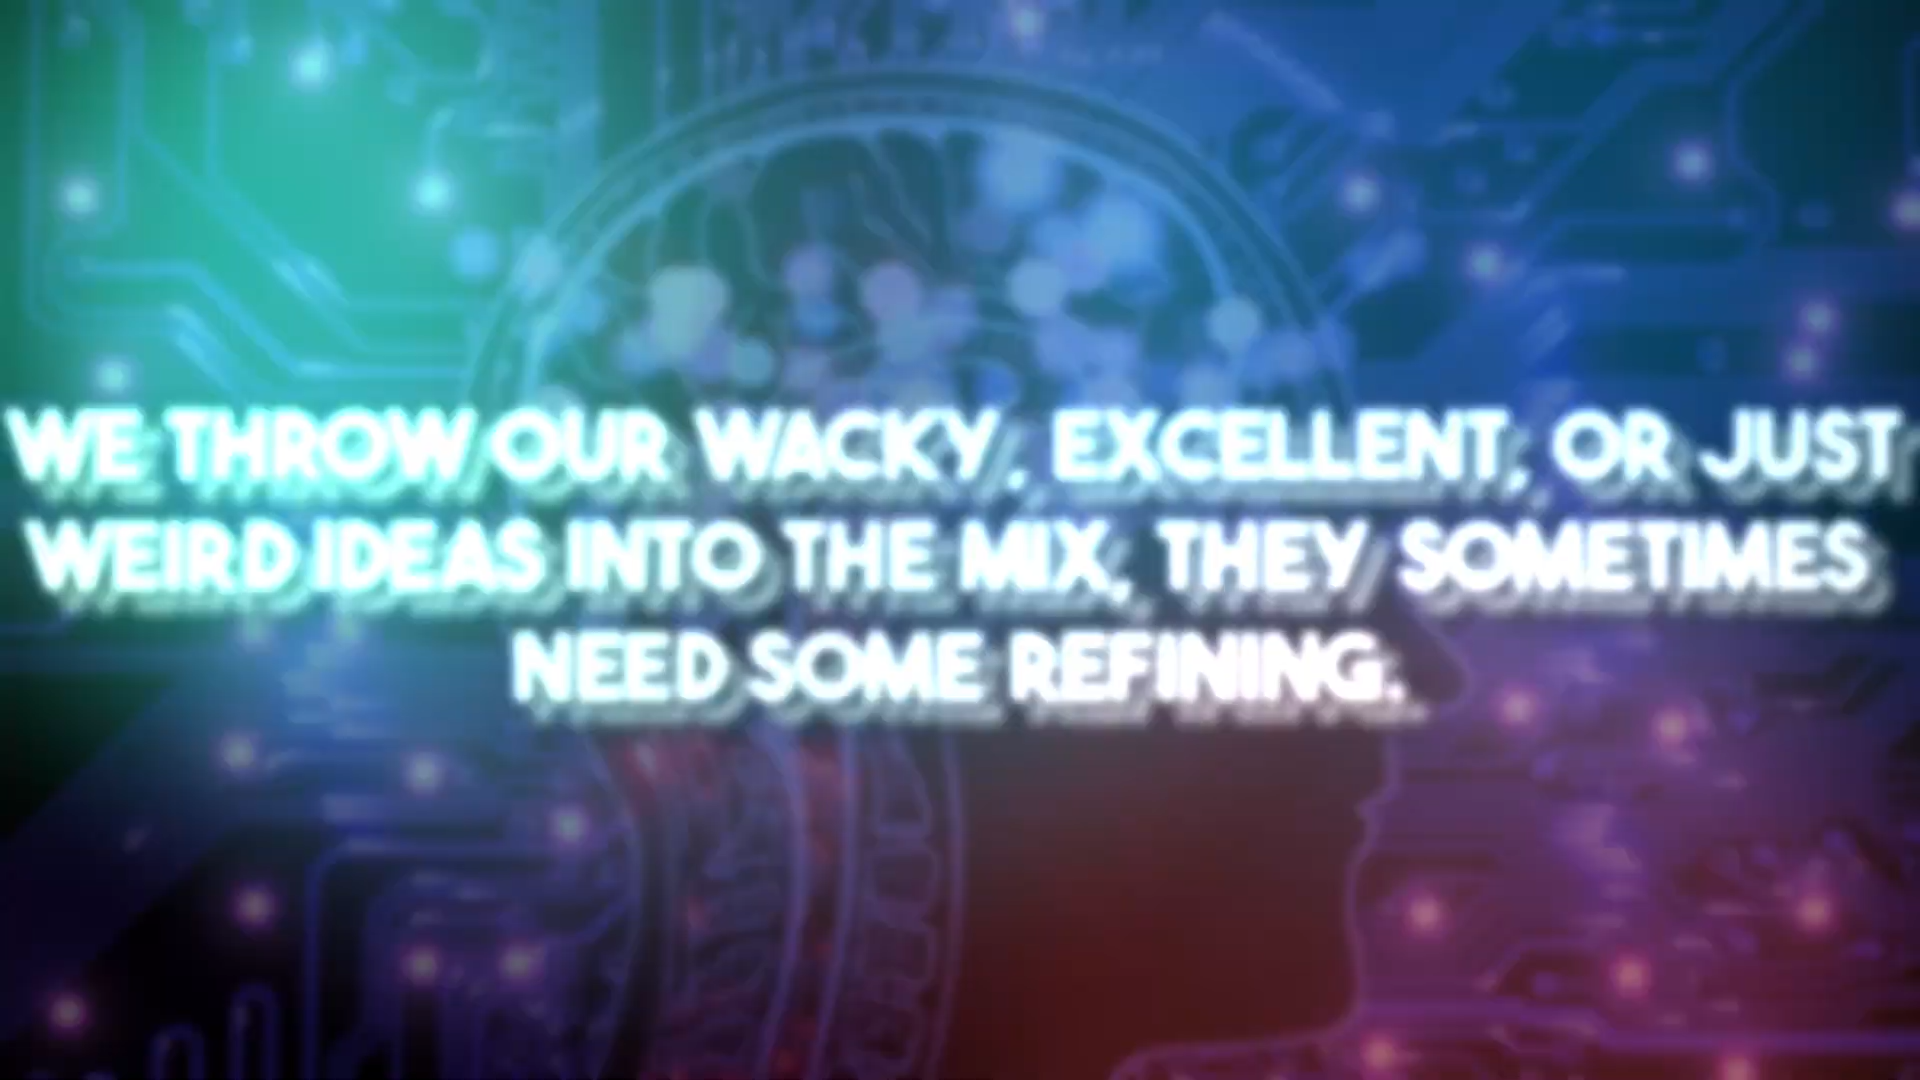 WE THROW OUR WACKY, EXCELLENT, OR JUST
WEIRD IDEAS INTO THE MIX, THEY SOMETIMES
NEED SOME REFINING.